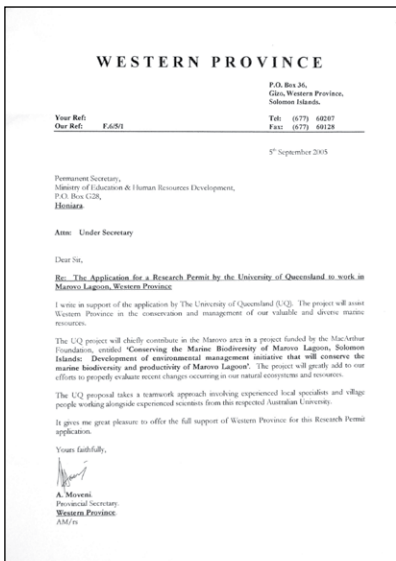 WESTERN PROVINCE
P.O. Box 36,
Gizo, Western Province,
Solomon Islands.
Your Ref:
Tel: (677) 60207
Our Ref: F.6/5/1
Fax: (677) 60128
5th September 2005
Permanent Secretary,
Ministry of Education & Human Resources Development,
P.O. Box G28,
Honiara.
Attn: Under Secretary
Dear Sir,
Re: The Application for a Research Permit by the University of Queensland to work in
Marovo Lagoon, Western Province
I write in support of the application by The University of Queensland (UQ). The project will assist
Western Province in the conservation and management of our valuable and diverse marine
resources.
The UQ project will chiefly contribute in the Marovo area in a project funded by the MacArthur
Foundation, entitled 'Conserving the Marine Biodiversity of Marovo Lagoon, Solomon
Islands: Development of environmental management initiative that will conserve the
marine biodiversity and productivity of Marovo Lagoon'. The project will greatly add to our
efforts to properly evaluate recent changes occurring in our natural ecosystems and resources.
The UQ proposal takes a teamwork approach involving experienced local specialists and village
people working alongside experienced scientists from this respected Australian University.
It gives me great pleasure to offer the full support of Western Province for this Research Permit
application.
Yours faithfully,
A. Moveni.
Provincial Secretary.
Western Province.
AM/rs